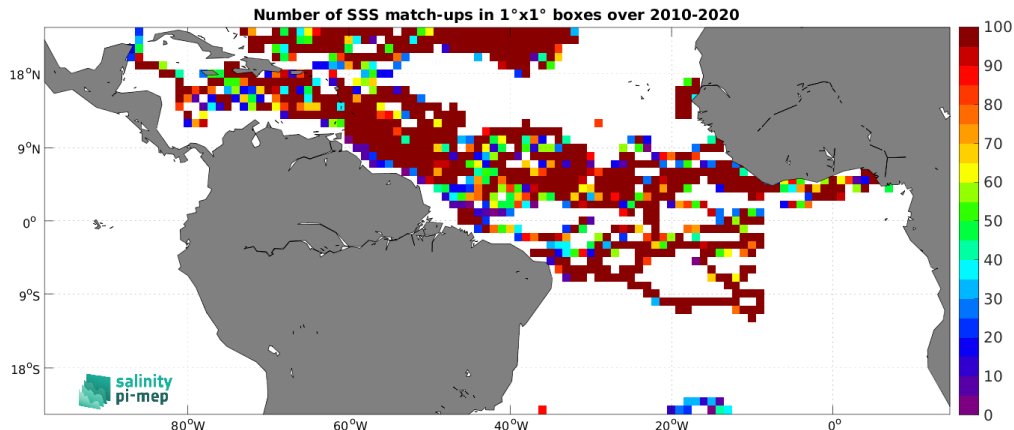 Number of SSS match-ups in 1°x1° boxes over 2010-2020
18°N
9°N
0°
9°S
18°S
80°W
60°W
40°W
20°W
0°
100
90
80
70
60
50
40
30
20
10
0
salinity
pi-mep